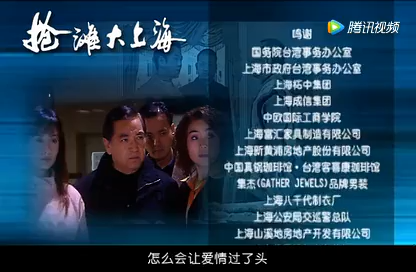 抢滩大上海
腾讯视频
鸣谢
国务院台湾事务办公室
上海市政府台湾事务办公室
上海柘中集团
上海成信集团
中欧国际工商学院
上海富汇家具制造有限公司
上海新黄浦房地产股份有限公司
中国真锅珈琲馆·台湾客喜康珈琲馆
集杰(GATHER JEWELS)品牌男装
上海八千代制衣厂
上海公安局交巡警总队
上海山溪地房地产开发有限公司
怎么会让爱情过了头